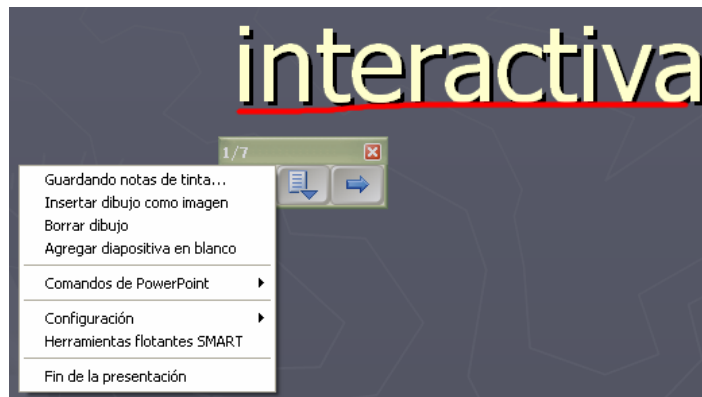 interactiva
1/7
Guardando notas de tinta...
Insertar dibujo como imagen
Borrar dibujo
Agregar diapositiva en blanco
Comandos de PowerPoint
Configuración
Herramientas flotantes SMART
Fin de la presentación